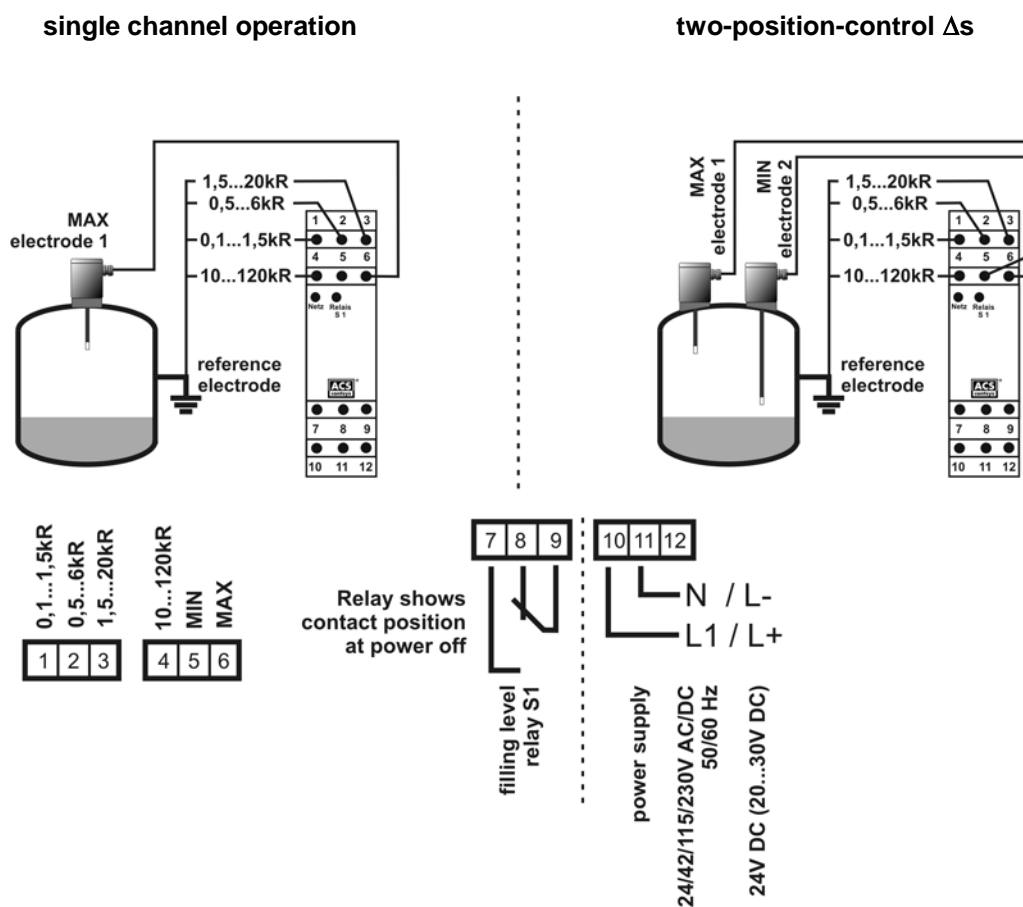 single channel operation
two-position-control Δs
MAX
electrode 1
1,5...20kR
0,5...6kR
0,1...1,5kR
10...120kR
reference
electrode
1 2 3
4 5 6
Netz Relais
S 1
ACS
7 8 9
10 11 12
MAX
electrode 1
MIN
electrode 2
1,5...20kR
0,5...6kR
0,1...1,5kR
10...120kR
reference
electrode
1 2 3
4 5 6
Netz Relais
S 1
ACS
7 8 9
10 11 12
0,1...1,5kR
0,5...6kR
1,5...20kR
10...120kR
MIN
MAX
1 2 3
4 5 6
7 8 9
10 11 12
Relay shows
contact position
at power off
filling level
relay S1
N / L-
L1 / L+
power supply
24/42/115/230V AC/DC
50/60 Hz
24V DC (20...30V DC)